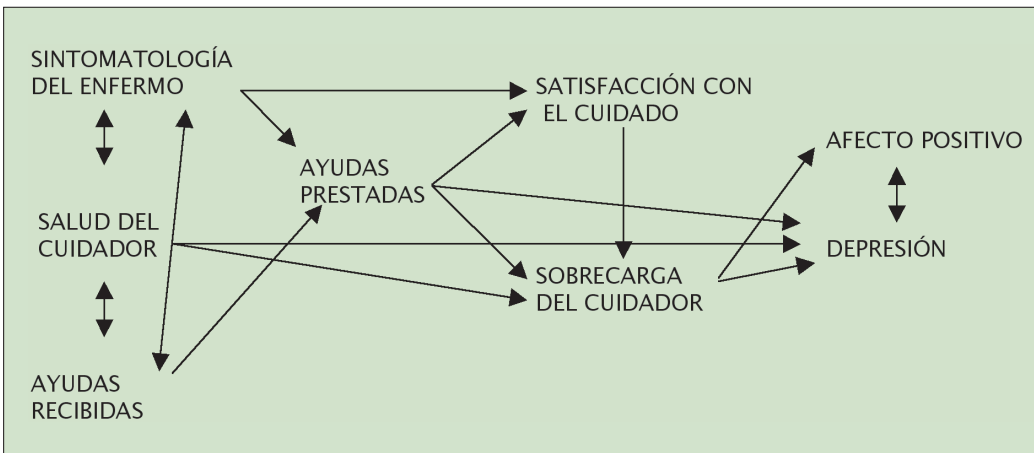 SINTOMATOLOGÍA
DEL ENFERMO
SALUD DEL
CUIDADOR
AYUDAS
RECIBIDAS
AYUDAS
PRESTADAS
SATISFACCIÓN CON
EL CUIDADO
SOBRECARGA
DEL CUIDADOR
AFECTO POSITIVO
DEPRESIÓN